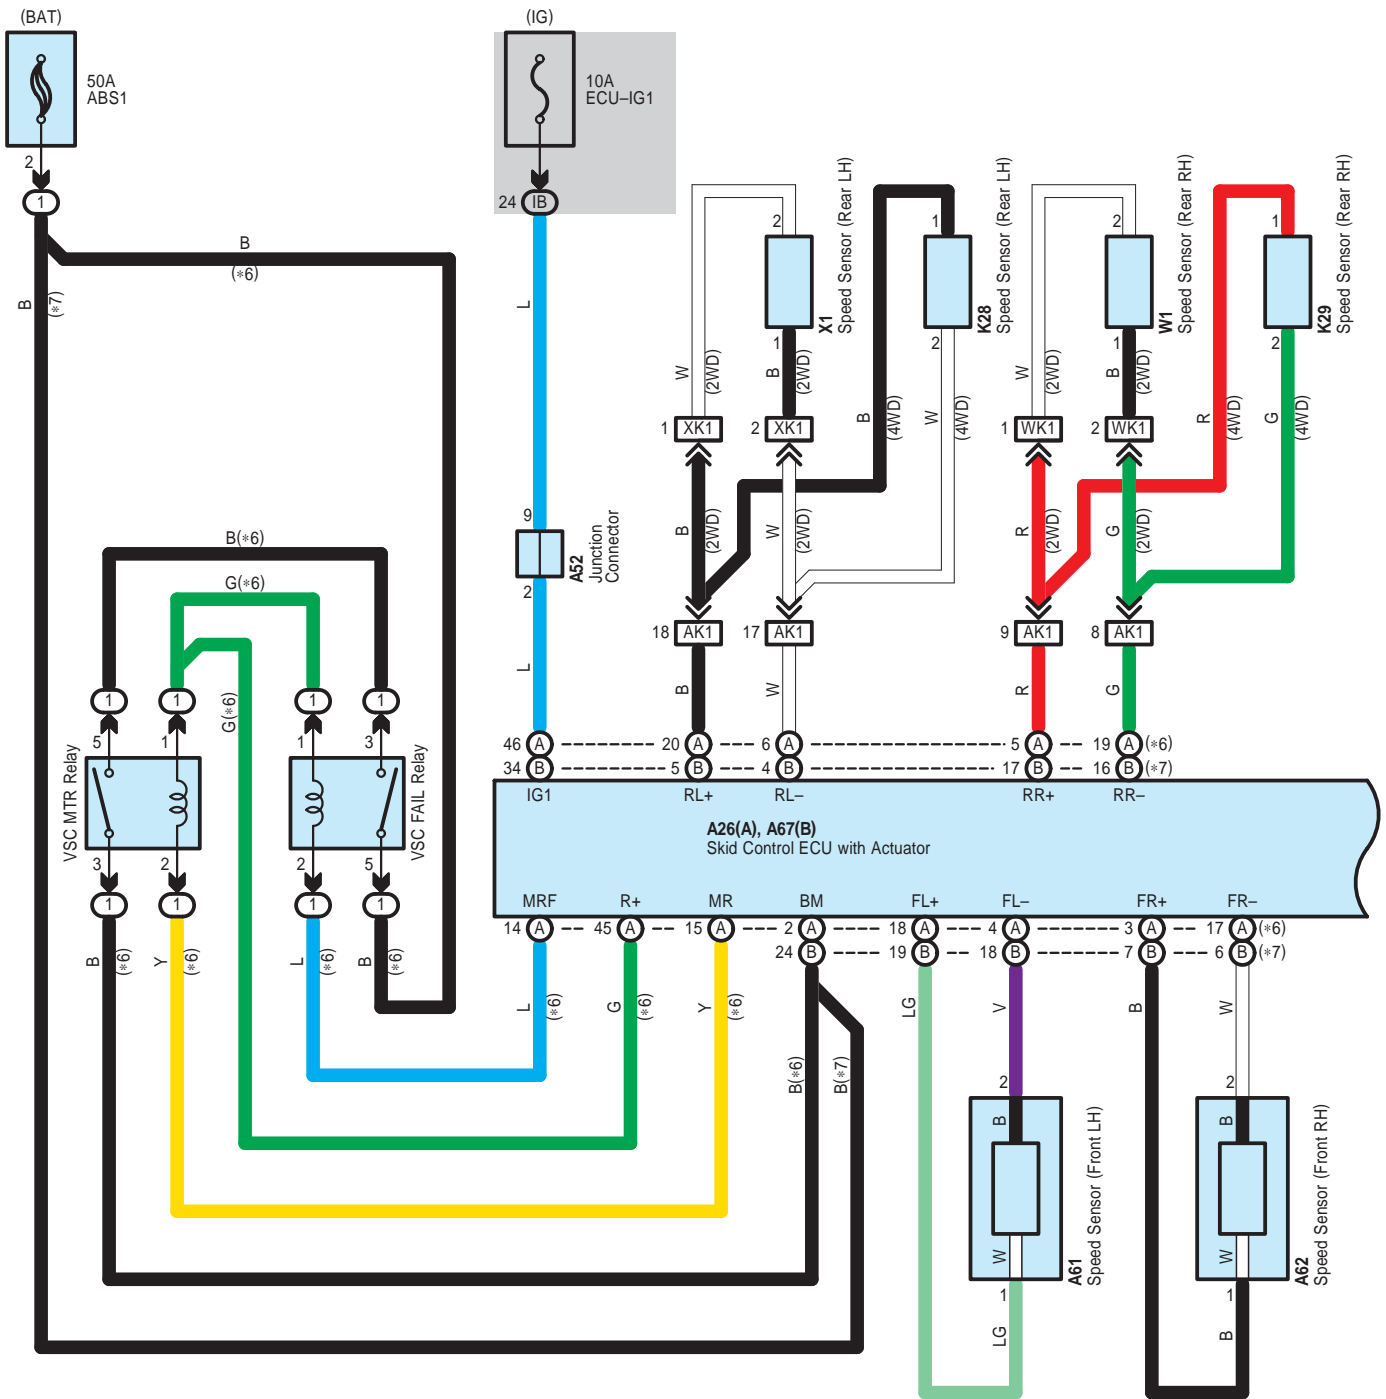 (BAT)
(IG)
50A
ABS1
10A
ECU–IG1
2
1
24
IB
B
(∗6)
B
(∗7)
L
2
X1
Speed Sensor (Rear LH)
1
1
K28
Speed Sensor (Rear LH)
2
2
W1
Speed Sensor (Rear RH)
1
1
K29
Speed Sensor (Rear RH)
2
W
(2WD)
B
(2WD)
B
(4WD)
W
(4WD)
W
(2WD)
B
(2WD)
R
(4WD)
G
(4WD)
1 XK1
2 XK1
1 WK1
2 WK1
9
A52
Junction
Connector
2
B
(2WD)
W
(2WD)
R
(2WD)
G
(2WD)
B(∗6)
G(∗6)
G(∗6)
18 AK1
17 AK1
9 AK1
8 AK1
L
B
W
R
G
1
1
1
1
5
1
1
3
VSC MTR Relay
VSC FAIL Relay
3
2
2
5
1
1
1
1
46 A 20 A 6 A 5 A 19 A (∗6)
34 B 5 B 4 B 17 B 16 B (∗7)
IG1 RL+ RL– RR+ RR–
A26(A), A67(B)
Skid Control ECU with Actuator
MRF R+ MR BM FL+ FL– FR+ FR–
14 A 45 A 15 A 2 A 18 A 4 A 3 A 17 A (∗6)
24 B 19 B 18 B 7 B 6 B (∗7)
B
(∗6)
Y
(∗6)
L
(∗6)
B
(∗6)
L
(∗6)
G
(∗6)
Y
(∗6)
B(∗6)
B(∗7)
LG
V
B
W
2
B
W
1
A61
Speed Sensor (Front LH)
LG
2
B
W
1
A62
Speed Sensor (Front RH)
B